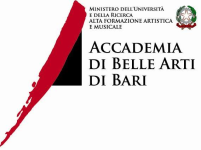 MINISTERO DELL'UNIVERSITÀ
E DELLA RICERCA
ALTA FORMAZIONE ARTISTICA
E MUSICALE
ACCADEMIA
DI BELLE ARTI
DI BARI